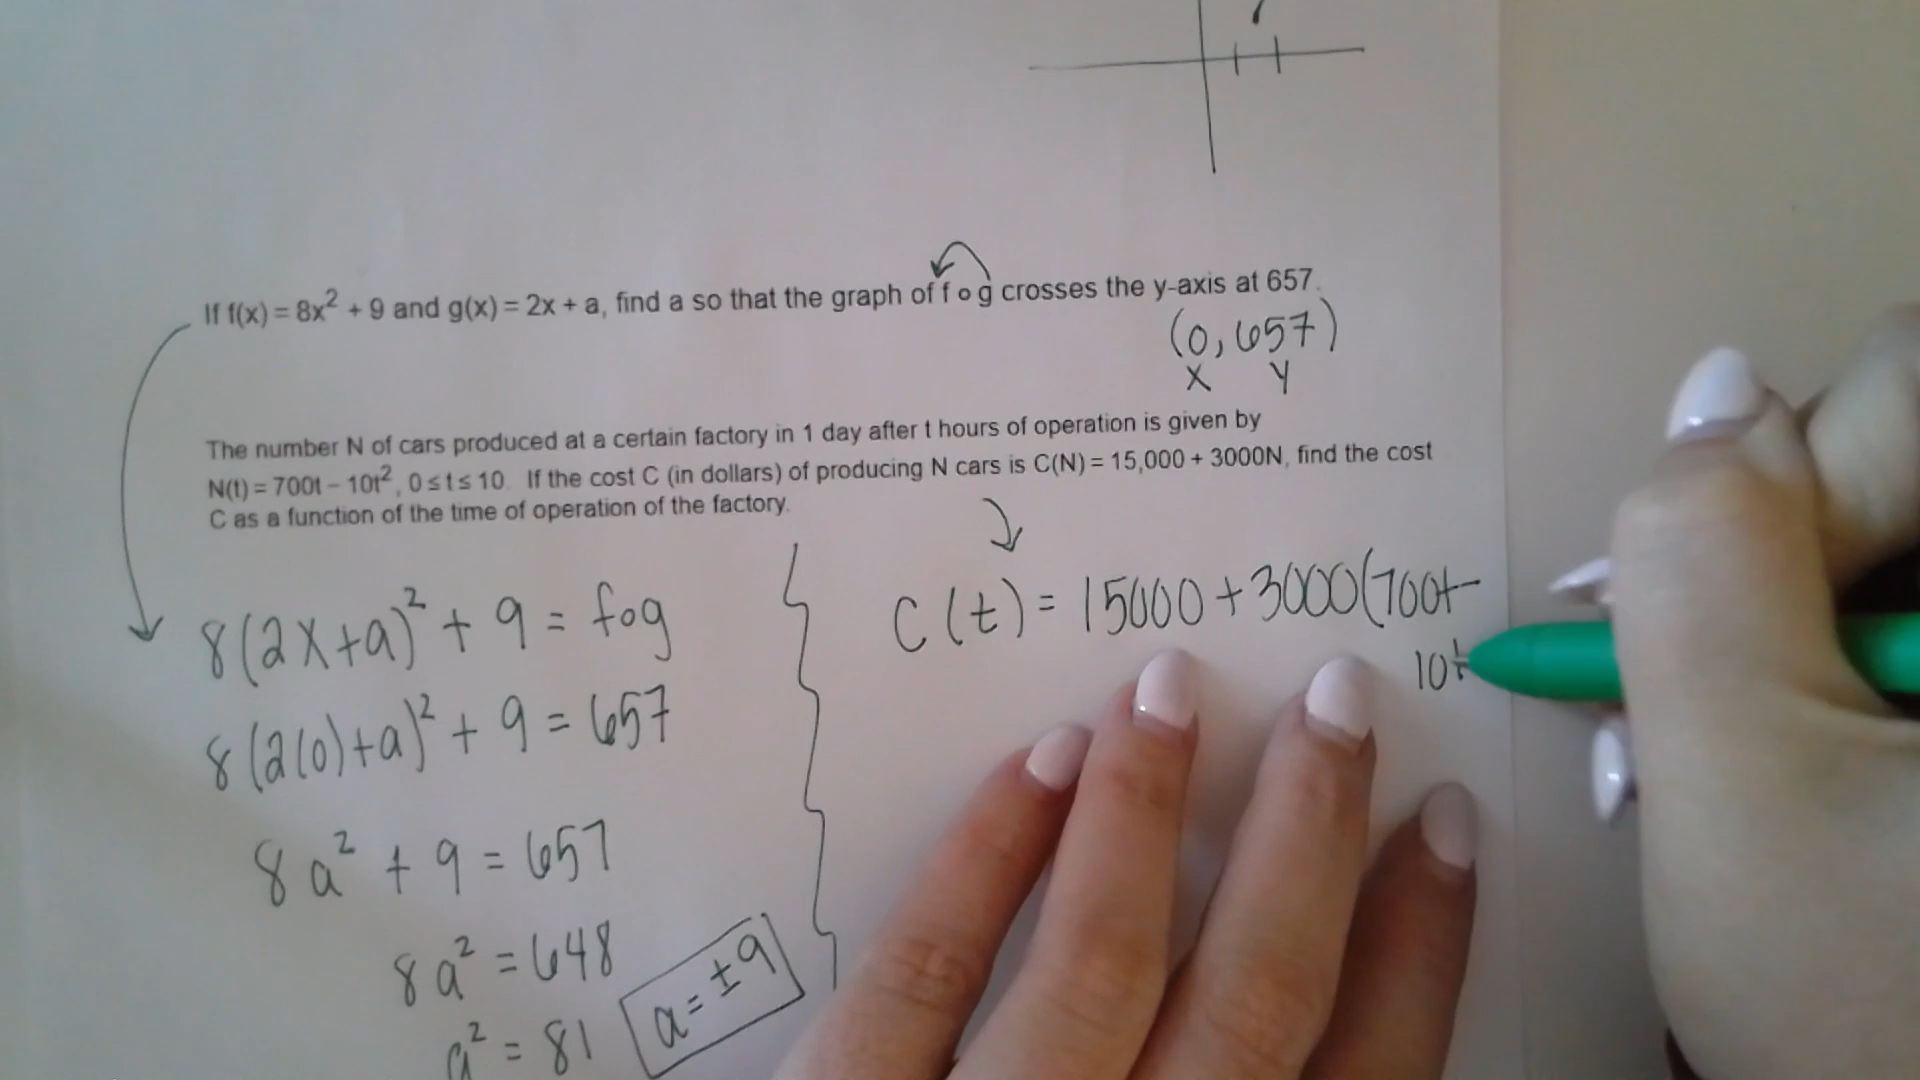 If f(x) = 8x² + 9 and g(x) = 2x + a, find a so that the graph of f o g crosses the y-axis at 657.
(0, 657)
x y
The number N of cars produced at a certain factory in 1 day after t hours of operation is given by
N(t) = 700t – 10t², 0 ≤ t ≤ 10. If the cost C (in dollars) of producing N cars is C(N) = 15,000 + 3000N, find the cost
C as a function of the time of operation of the factory.
8(2x+a)² + 9 = fog
8(2(0)+a)² + 9 = 657
8a² + 9 = 657
8a² = 648
a² = 81
a = ±9
C(t) = 15000 + 3000(700t –
10t